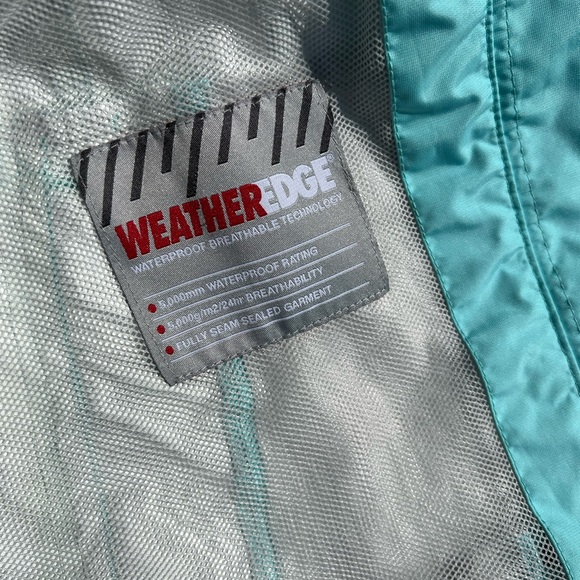 WEATHEREDGE®
WATERPROOF BREATHABLE TECHNOLOGY
5,000mm WATERPROOF RATING
5,000g/m2/24hr BREATHABILITY
FULLY SEAM SEALED GARMENT